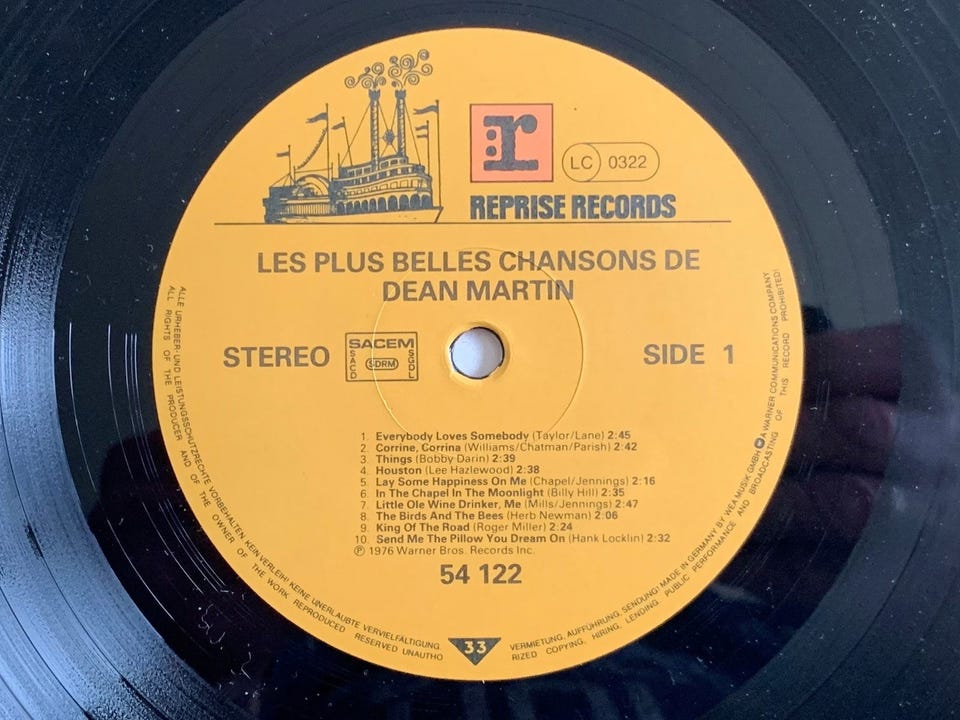 r
LC 0322
REPRISE RECORDS
LES PLUS BELLES CHANSONS DE
DEAN MARTIN
STEREO
SACEM
SACD
SDRM
SGDL
SIDE 1
1. Everybody Loves Somebody (Taylor/Lane) 2:45
2. Corrine, Corrina (Williams/Chatman/Parish) 2:42
3. Things (Bobby Darin) 2:39
4. Houston (Lee Hazlewood) 2:38
5. Lay Some Happiness On Me (Chapel/Jennings) 2:16
6. In The Chapel In The Moonlight (Billy Hill) 2:35
7. Little Ole Wine Drinker, Me (Mills/Jennings) 2:47
8. The Birds And The Bees (Herb Newman) 2:06
9. King Of The Road (Roger Miller) 2:24
10. Send Me The Pillow You Dream On (Hank Locklin) 2:32
℗ 1976 Warner Bros. Records Inc.
54 122
33
ALLE URHEBER- UND LEISTUNGSSCHUTZRECHTE VORBEHALTEN KEIN VERLEIH! KEINE UNERLAUBTE VERVIELFÄLTIGUNG,
VERMIETUNG, AUFFÜHRUNG, SENDUNG! MADE IN GERMANY BY WEA MUSIK GMBH A WARNER COMMUNICATIONS COMPANY
ALL RIGHTS OF THE PRODUCER AND OF THE OWNER OF THE WORK REPRODUCED RESERVED UNAUTHO
RIZED COPYING, HIRING, LENDING, PUBLIC PERFORMANCE AND BROADCASTING OF THIS RECORD PROHIBITED!